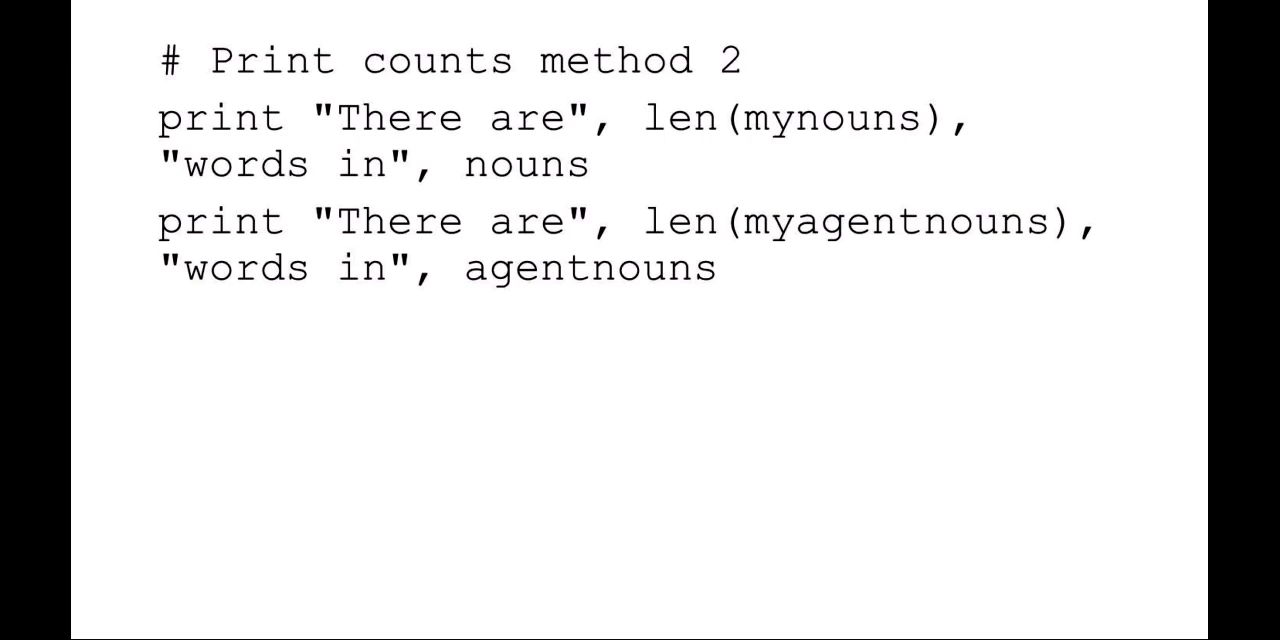 # Print counts method 2
print "There are", len(mynouns),
"words in", nouns
print "There are", len(myagentnouns),
"words in", agentnouns